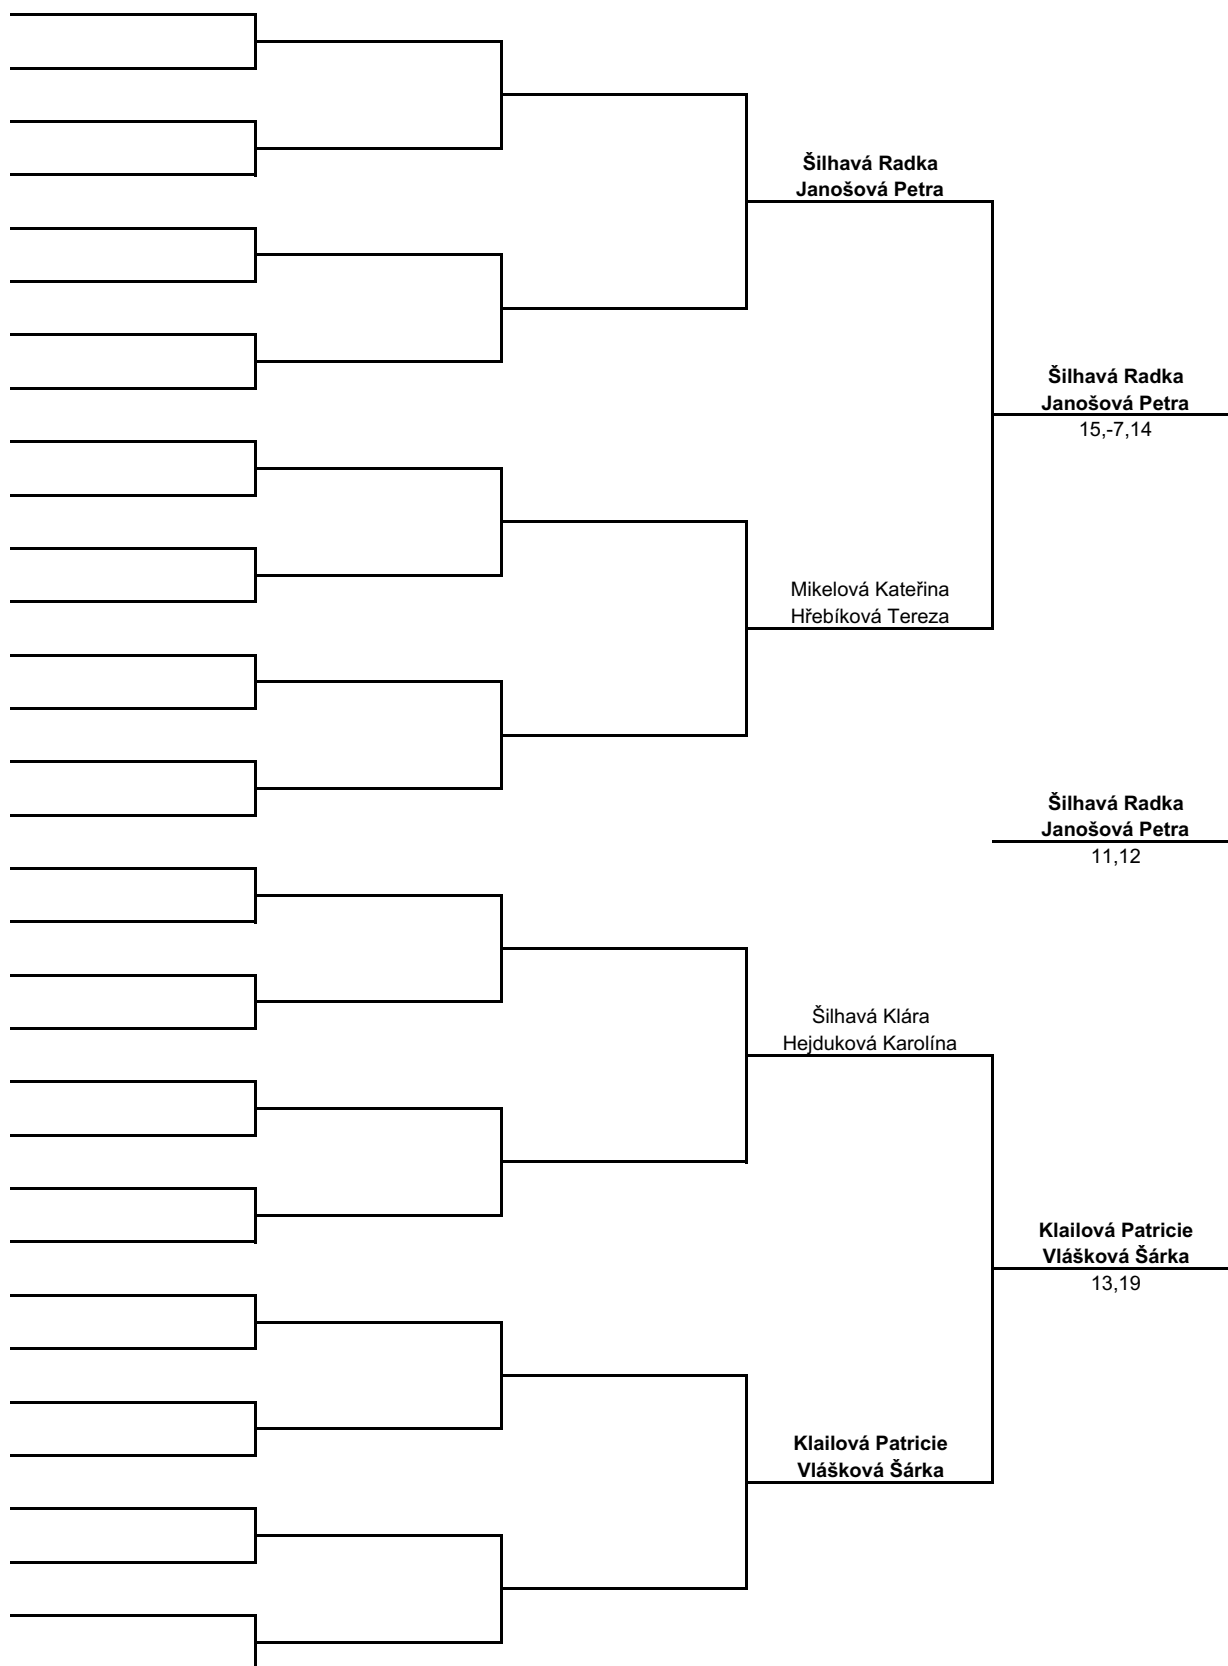 Šilhavá Radka
Janošová Petra
Šilhavá Radka
Janošová Petra
15,-7,14
Mikelová Kateřina
Hřebíková Tereza
Šilhavá Radka
Janošová Petra
11,12
Šilhavá Klára
Hejduková Karolína
Klailová Patricie
Vlášková Šárka
13,19
Klailová Patricie
Vlášková Šárka